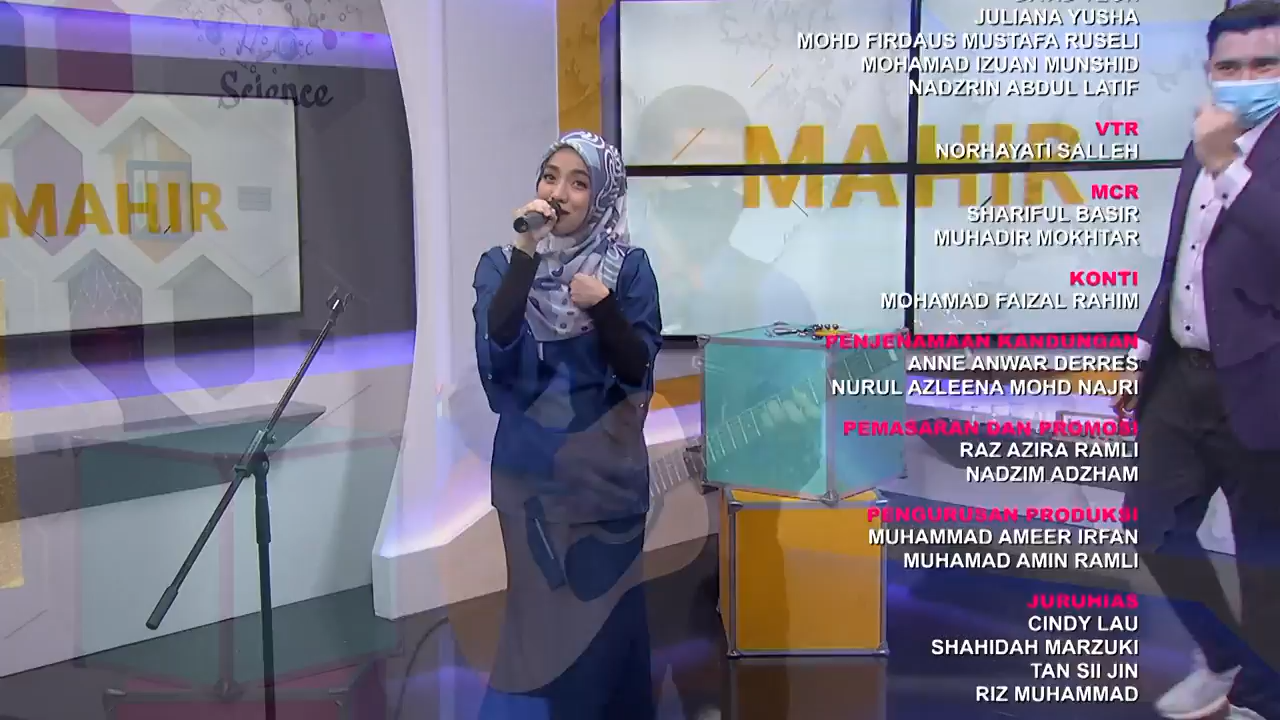 Science
MAHIR
MAHIR
JULIANA YUSHA
MOHD FIRDAUS MUSTAFA RUSELI
MOHAMAD IZUAN MUNSHID
NADZRIN ABDUL LATIF
VTR
NORHAYATI SALLEH
MCR
SHARIFUL BASIR
MUHADIR MOKHTAR
KONTI
MOHAMAD FAIZAL RAHIM
PENJENAMAAN KANDUNGAN
ANNE ANWAR DERRES
NURUL AZLEENA MOHD NAJRI
PEMASARAN DAN PROMOSI
RAZ AZIRA RAMLI
NADZIM ADZHAM
PENGURUSAN PRODUKSI
MUHAMMAD AMEER IRFAN
MUHAMAD AMIN RAMLI
JURUHIAS
CINDY LAU
SHAHIDAH MARZUKI
TAN SII JIN
RIZ MUHAMMAD